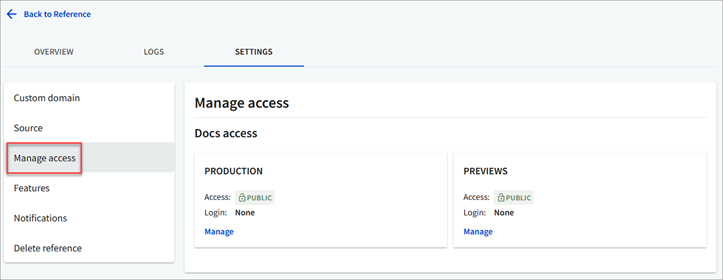 Back to Reference
OVERVIEW
LOGS
SETTINGS
Custom domain
Source
Manage access
Features
Notifications
Delete reference
Manage access
Docs access
PRODUCTION
Access: PUBLIC
Login: None
Manage
PREVIEWS
Access: PUBLIC
Login: None
Manage